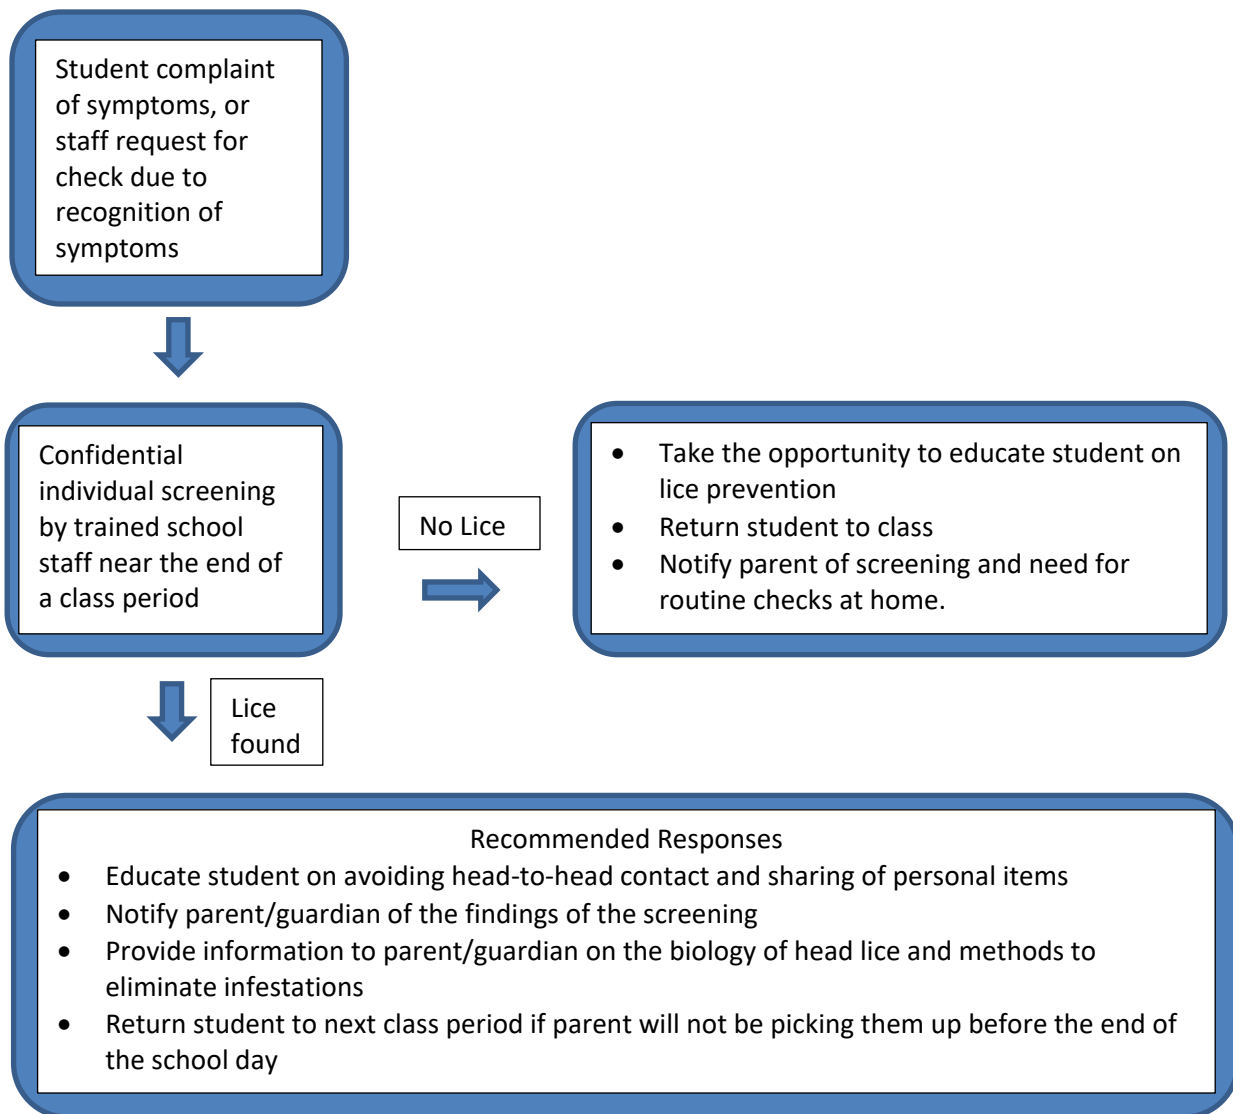 Student complaint
of symptoms, or
staff request for
check due to
recognition of
symptoms
Confidential
individual screening
by trained school
staff near the end of
a class period
No Lice
• Take the opportunity to educate student on
lice prevention
• Return student to class
• Notify parent of screening and need for
routine checks at home.
Lice
found
Recommended Responses
• Educate student on avoiding head-to-head contact and sharing of personal items
• Notify parent/guardian of the findings of the screening
• Provide information to parent/guardian on the biology of head lice and methods to
eliminate infestations
• Return student to next class period if parent will not be picking them up before the end of
the school day